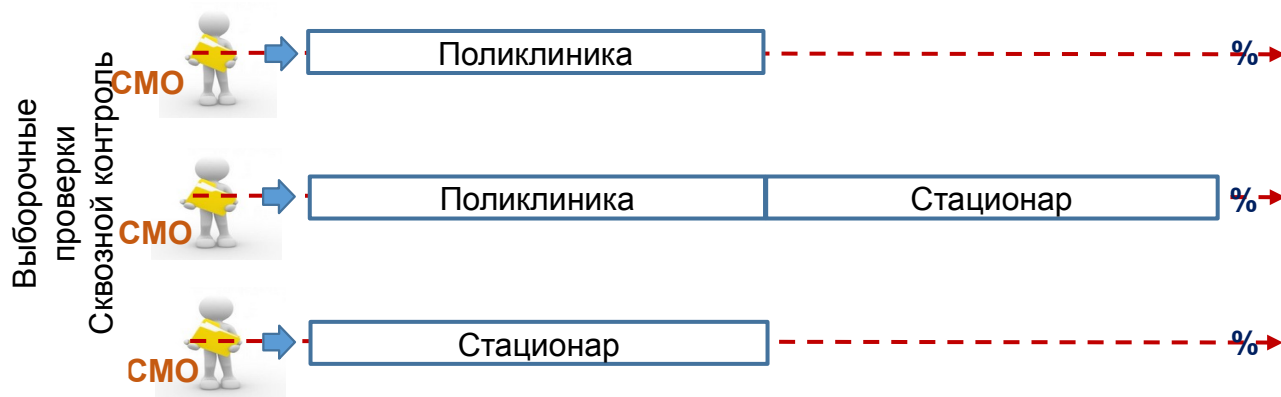 Выборочные
проверки
Сквозной контроль
СМО
Поликлиника
%
СМО
Поликлиника
Стационар
%
СМО
Стационар
%